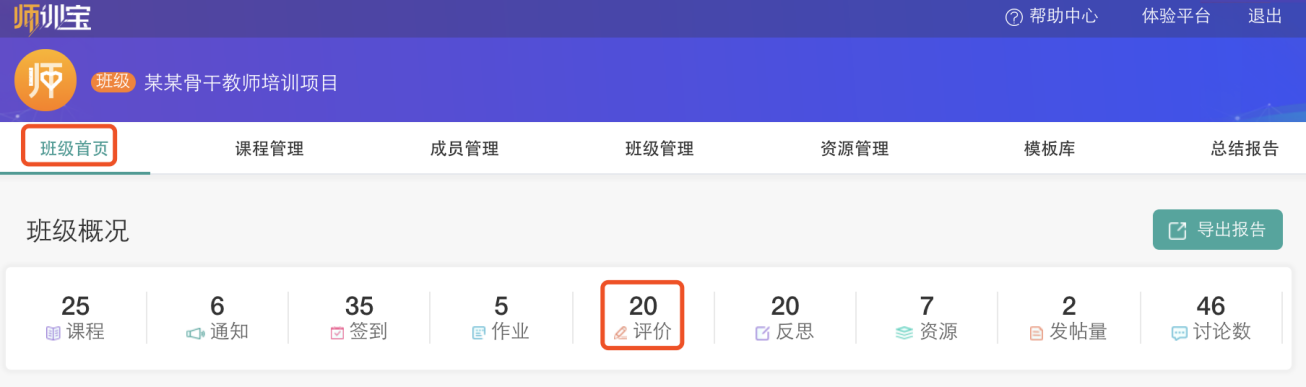 师训宝
帮助中心 体验平台 退出
师 班级 某某骨干教师培训项目
班级首页 课程管理 成员管理 班级管理 资源管理 模板库 总结报告
班级概况 导出报告
25 6 35 5 20 20 7 2 46
课程 通知 签到 作业 评价 反思 资源 发帖量 讨论数